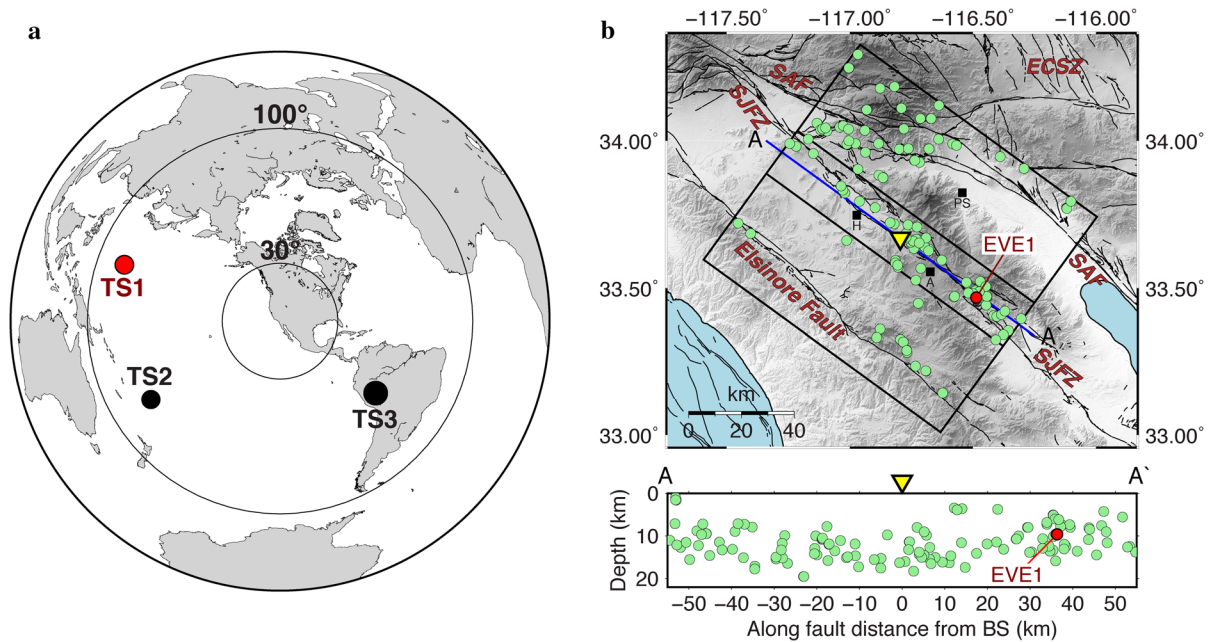 a
100°
30°
TS1
TS2
TS3
b
−117.50° −117.00° −116.50° −116.00°
34.00° 34.00°
33.50° 33.50°
33.00° 33.00°
SAF
ECSZ
SJFZ
A
PS
H
EVE1
Elsinore Fault
A
SAF
A`
SJFZ
km
0 20 40
A A`
Depth (km)
0
10
20
EVE1
−50 −40 −30 −20 −10 0 10 20 30 40 50
Along fault distance from BS (km)